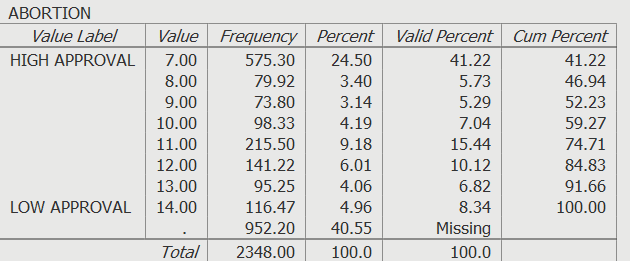 ABORTION
Value Label Value Frequency Percent Valid Percent Cum Percent
HIGH APPROVAL 7.00 575.30 24.50 41.22 41.22
8.00 79.92 3.40 5.73 46.94
9.00 73.80 3.14 5.29 52.23
10.00 98.33 4.19 7.04 59.27
11.00 215.50 9.18 15.44 74.71
12.00 141.22 6.01 10.12 84.83
13.00 95.25 4.06 6.82 91.66
LOW APPROVAL 14.00 116.47 4.96 8.34 100.00
. 952.20 40.55 Missing
Total 2348.00 100.0 100.0